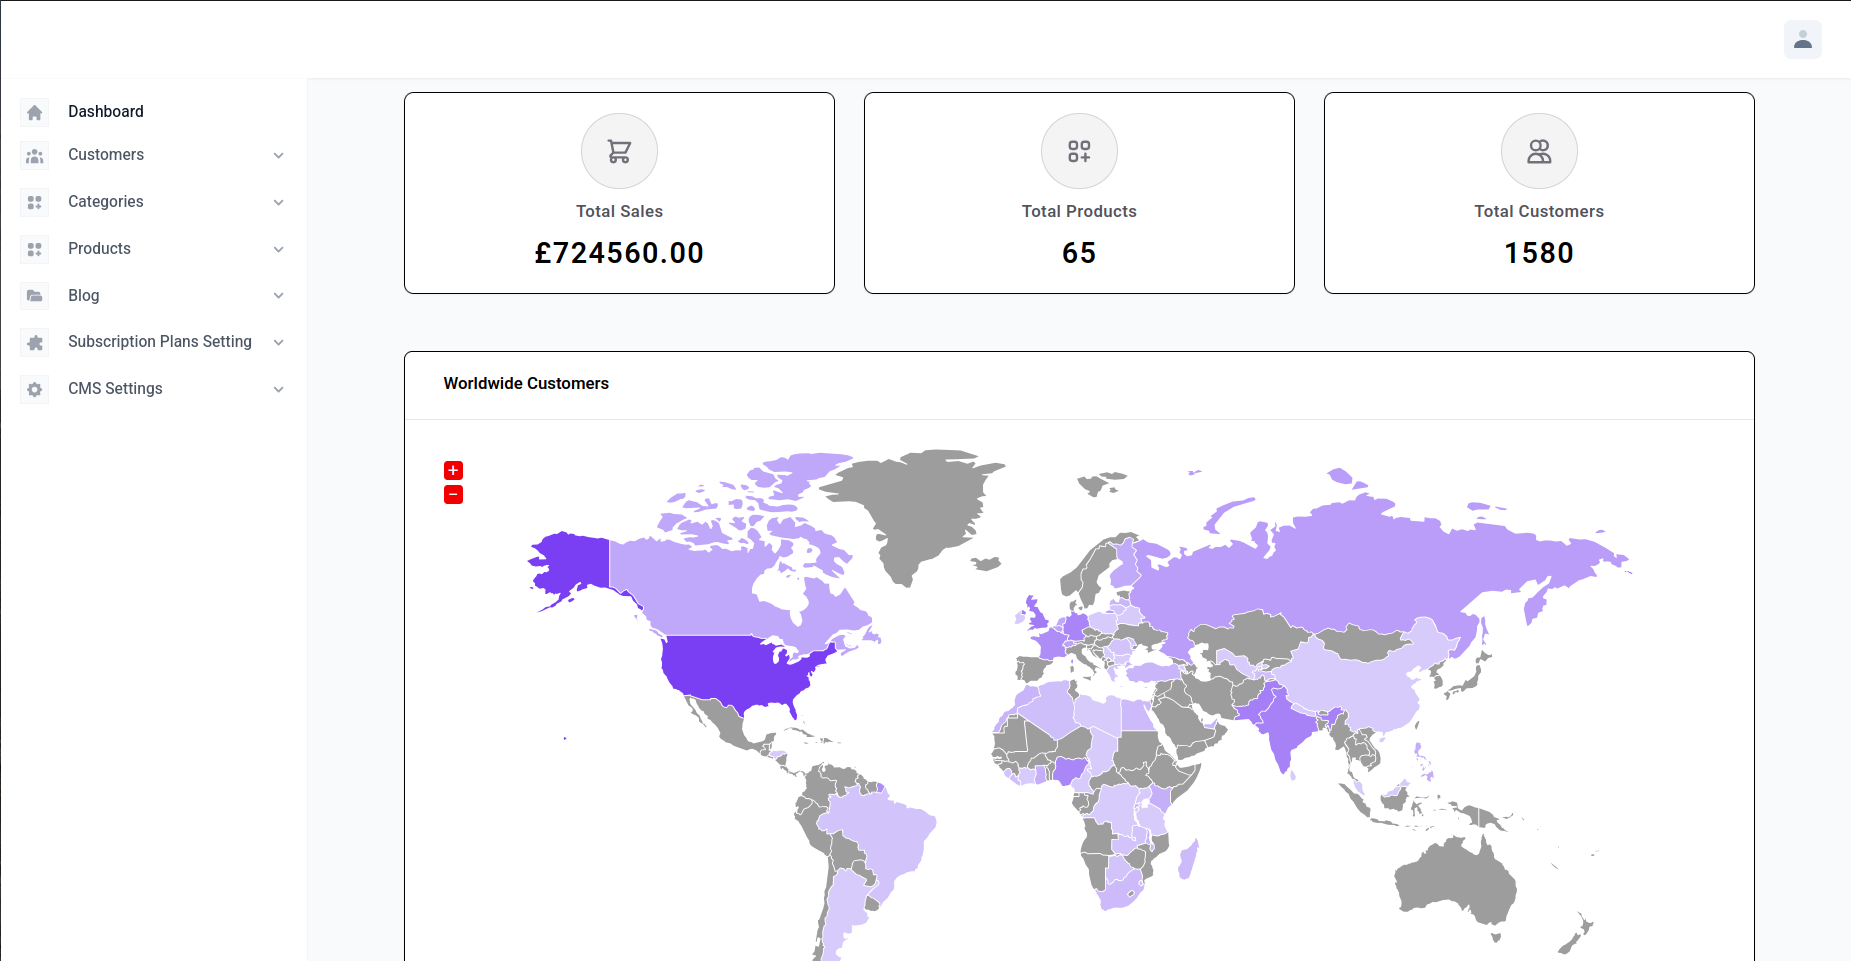 Dashboard
Customers
Categories
Products
Blog
Subscription Plans Setting
CMS Settings
Total Sales
£724560.00
Total Products
65
Total Customers
1580
Worldwide Customers
+
−